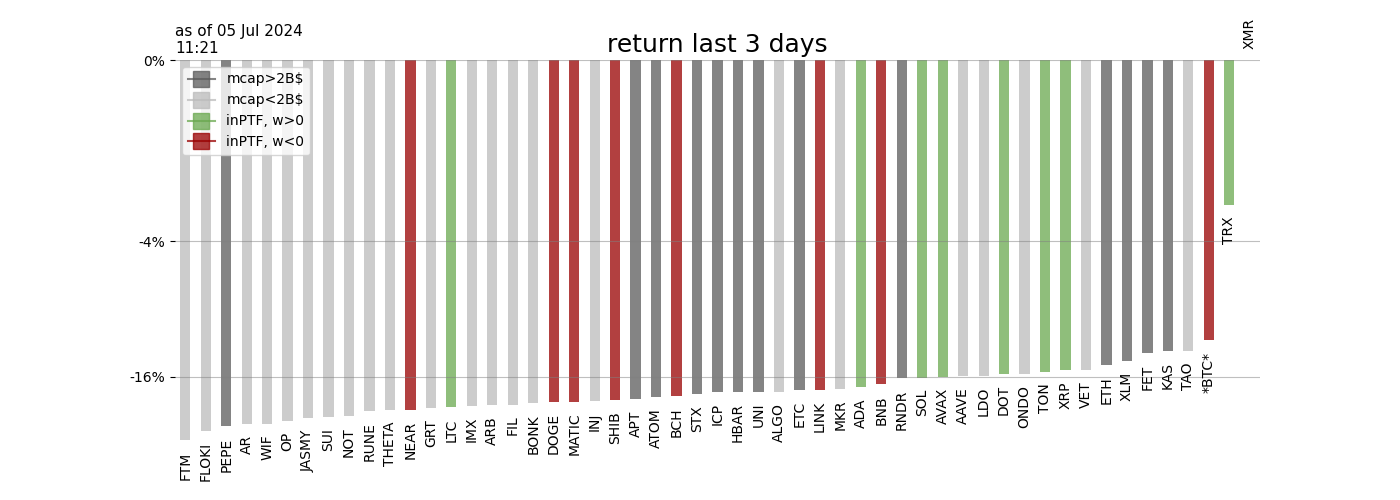 as of 05 Jul 2024
11:21
return last 3 days
XMR
0%
mcap>2B$
mcap<2B$
inPTF, w>0
inPTF, w<0
-4%
-16%
TRX
FTM
FLOKI
PEPE
AR
WIF
OP
JASMY
SUI
NOT
RUNE
THETA
NEAR
GRT
LTC
IMX
ARB
FIL
BONK
DOGE
MATIC
INJ
SHIB
APT
ATOM
BCH
STX
ICP
HBAR
UNI
ALGO
ETC
LINK
MKR
ADA
BNB
RNDR
SOL
AVAX
AAVE
LDO
DOT
ONDO
TON
XRP
VET
ETH
XLM
FET
KAS
TAO
*BTC*